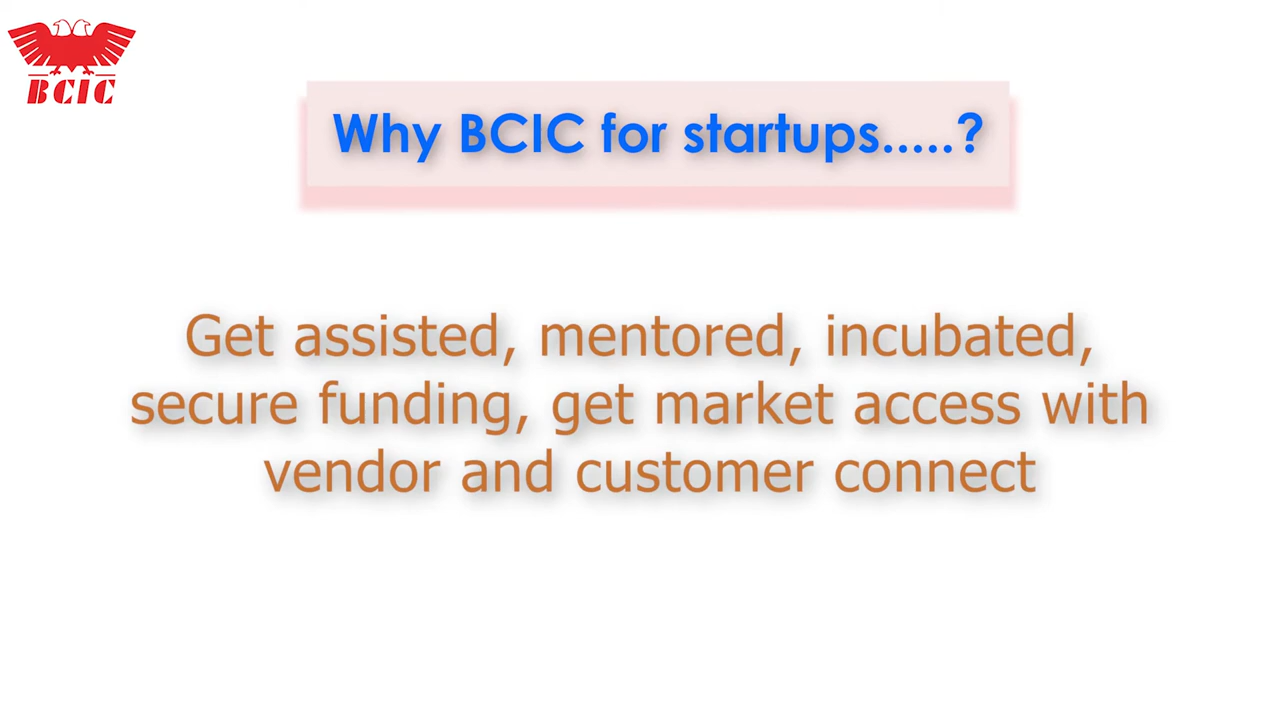 BCIC
Why BCIC for startups.....?
Get assisted, mentored, incubated,
secure funding, get market access with
vendor and customer connect